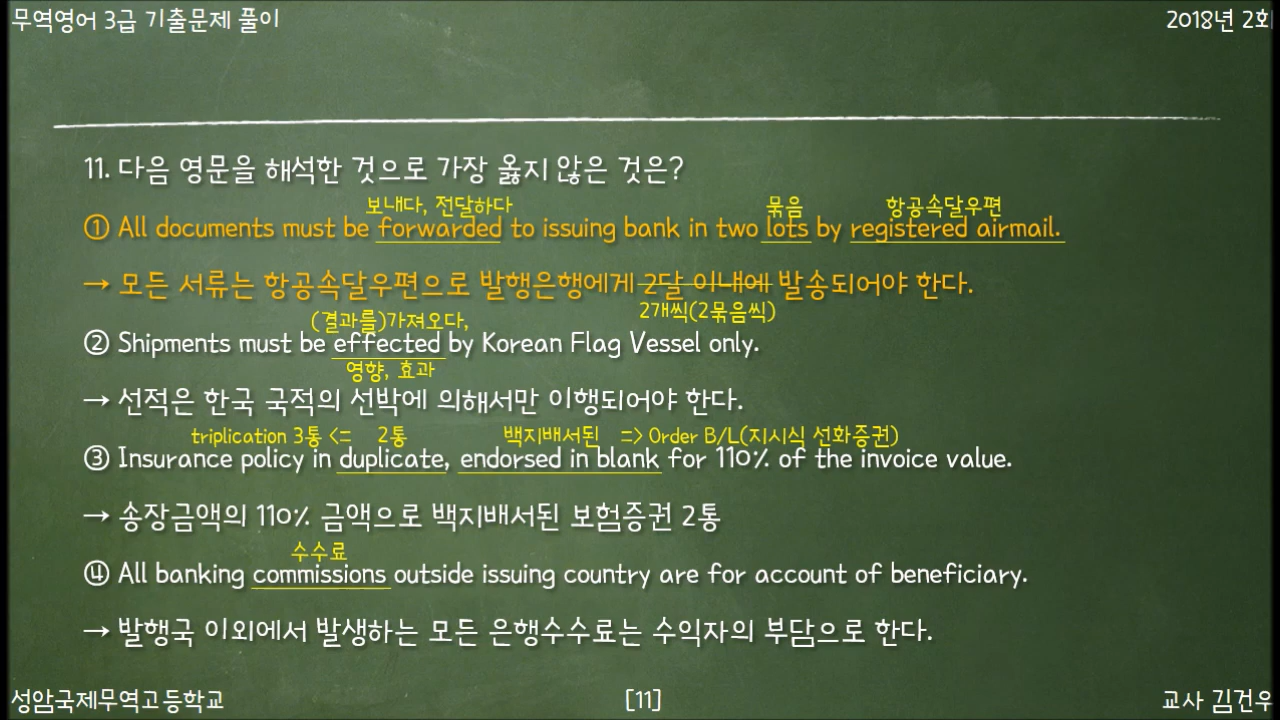 무역영어 3급 기출문제 풀이
2018년 2회
11. 다음 영문을 해석한 것으로 가장 옳지 않은 것은?
보내다, 전달하다 묶음 항공속달우편
① All documents must be forwarded to issuing bank in two lots by registered airmail.
→ 모든 서류는 항공속달우편으로 발행은행에게 2달 이내에 발송되어야 한다.
2개씩(2묶음씩)
(결과를)가져오다,
② Shipments must be effected by Korean Flag Vessel only.
영향, 효과
→ 선적은 한국 국적의 선박에 의해서만 이행되어야 한다.
triplication 3통 <= 2통 백지배서된 => Order B/L(지시식 선화증권)
③ Insurance policy in duplicate, endorsed in blank for 110% of the invoice value.
→ 송장금액의 110% 금액으로 백지배서된 보험증권 2통
수수료
④ All banking commissions outside issuing country are for account of beneficiary.
→ 발행국 이외에서 발생하는 모든 은행수수료는 수익자의 부담으로 한다.
성암국제무역고등학교
[11]
교사 김건우